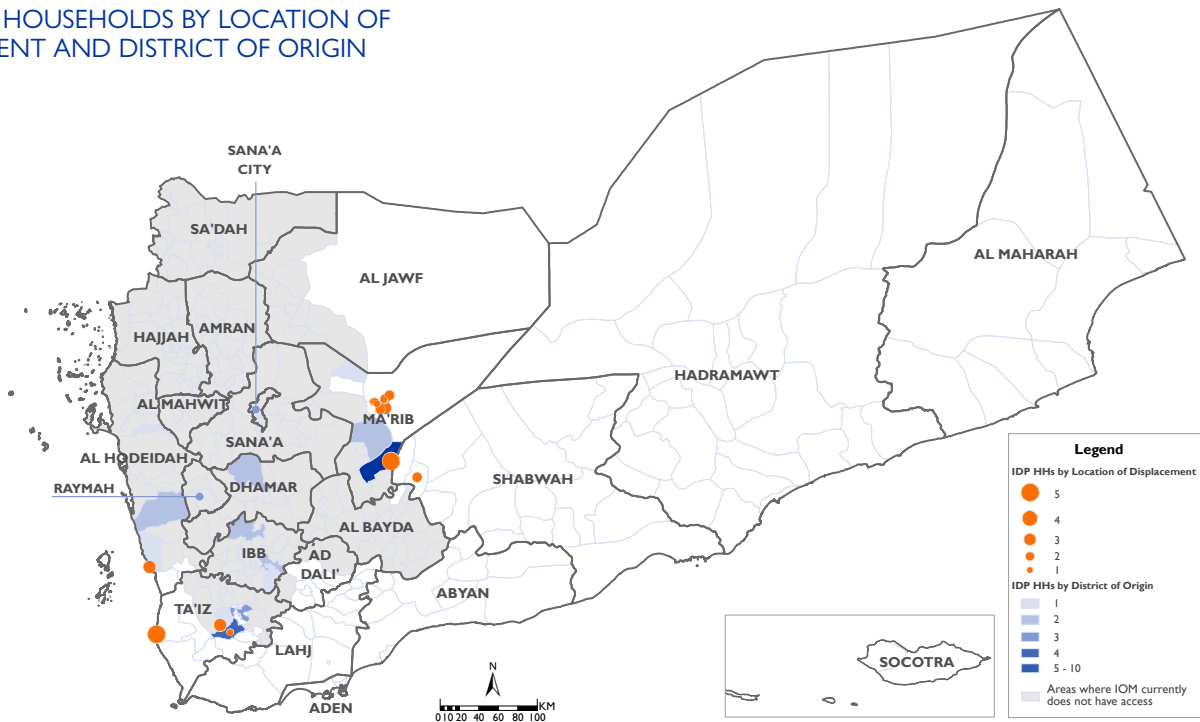 HOUSEHOLDS BY LOCATION OF
ENT AND DISTRICT OF ORIGIN
SANA'A
CITY
SA'DAH
AL JAWF
AL MAHARAH
HAJJAH
AMRAN
HADRAMAWT
AL MAHWIT
MA'RIB
SANA'A
AL HODEIDAH
RAYMAH
DHAMAR
SHABWAH
AL BAYDA
IBB
AD
DALI'
ABYAN
TA'IZ
LAHJ
SOCOTRA
ADEN
N
KM
0 10 20 40 60 80 100
Legend
IDP HHs by Location of Displacement
5
4
3
2
1
IDP HHs by District of Origin
1
2
3
4
5 - 10
Areas where IOM currently
does not have access